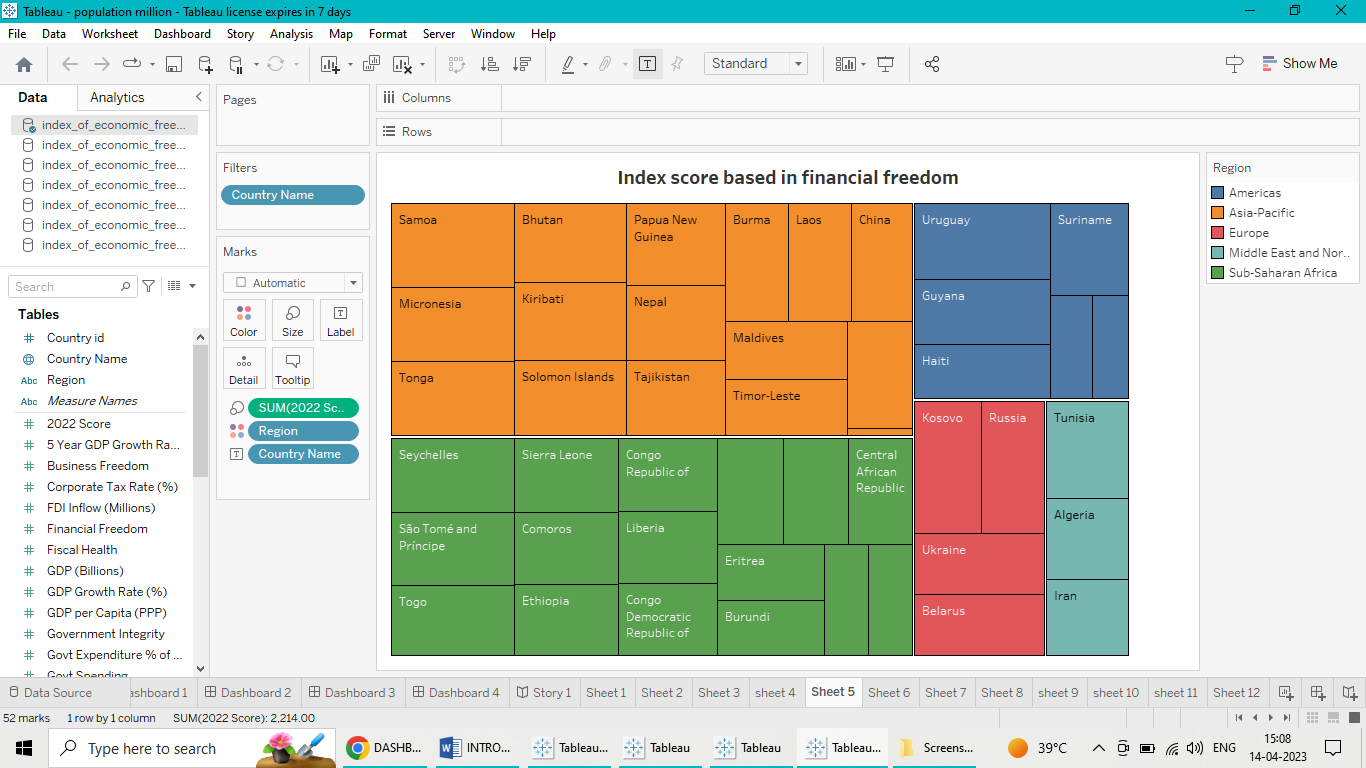 Tableau - population million - Tableau license expires in 7 days
File Data Worksheet Dashboard Story Analysis Map Format Server Window Help
Standard
Show Me
Data Analytics
index_of_economic_free...
index_of_economic_free...
index_of_economic_free...
index_of_economic_free...
index_of_economic_free...
index_of_economic_free...
index_of_economic_free...
Search
Tables
Country id
Country Name
Abc Region
Abc Measure Names
2022 Score
5 Year GDP Growth Ra...
Business Freedom
Corporate Tax Rate (%)
FDI Inflow (Millions)
Financial Freedom
Fiscal Health
GDP (Billions)
GDP Growth Rate (%)
GDP per Capita (PPP)
Government Integrity
Govt Expenditure % of ...
Govt Spending
Pages
Filters
Country Name
Marks
Automatic
Color Size Label
Detail Tooltip
SUM(2022 Sc..
Region
Country Name
Columns
Rows
Index score based in financial freedom
Samoa
Micronesia
Tonga
Bhutan
Kiribati
Solomon Islands
Papua New
Guinea
Nepal
Tajikistan
Burma
Laos
China
Maldives
Timor-Leste
Uruguay
Guyana
Haiti
Suriname
Seychelles
São Tomé and
Príncipe
Togo
Sierra Leone
Comoros
Ethiopia
Congo
Republic of
Liberia
Congo
Democratic
Republic of
Central
African
Republic
Eritrea
Burundi
Kosovo
Russia
Ukraine
Belarus
Tunisia
Algeria
Iran
Region
Americas
Asia-Pacific
Europe
Middle East and Nor..
Sub-Saharan Africa
Data Source ashboard 1 Dashboard 2 Dashboard 3 Dashboard 4 Story 1 Sheet 1 Sheet 2 Sheet 3 sheet 4 Sheet 5 Sheet 6 Sheet 7 Sheet 8 sheet 9 sheet 10 sheet 11 Sheet 12
52 marks 1 row by 1 column SUM(2022 Score): 2,214.00
Type here to search
DASHB...
INTRO...
Tableau...
Tableau
Tableau
Tableau...
Screens...
39°C
ENG
15:08
14-04-2023